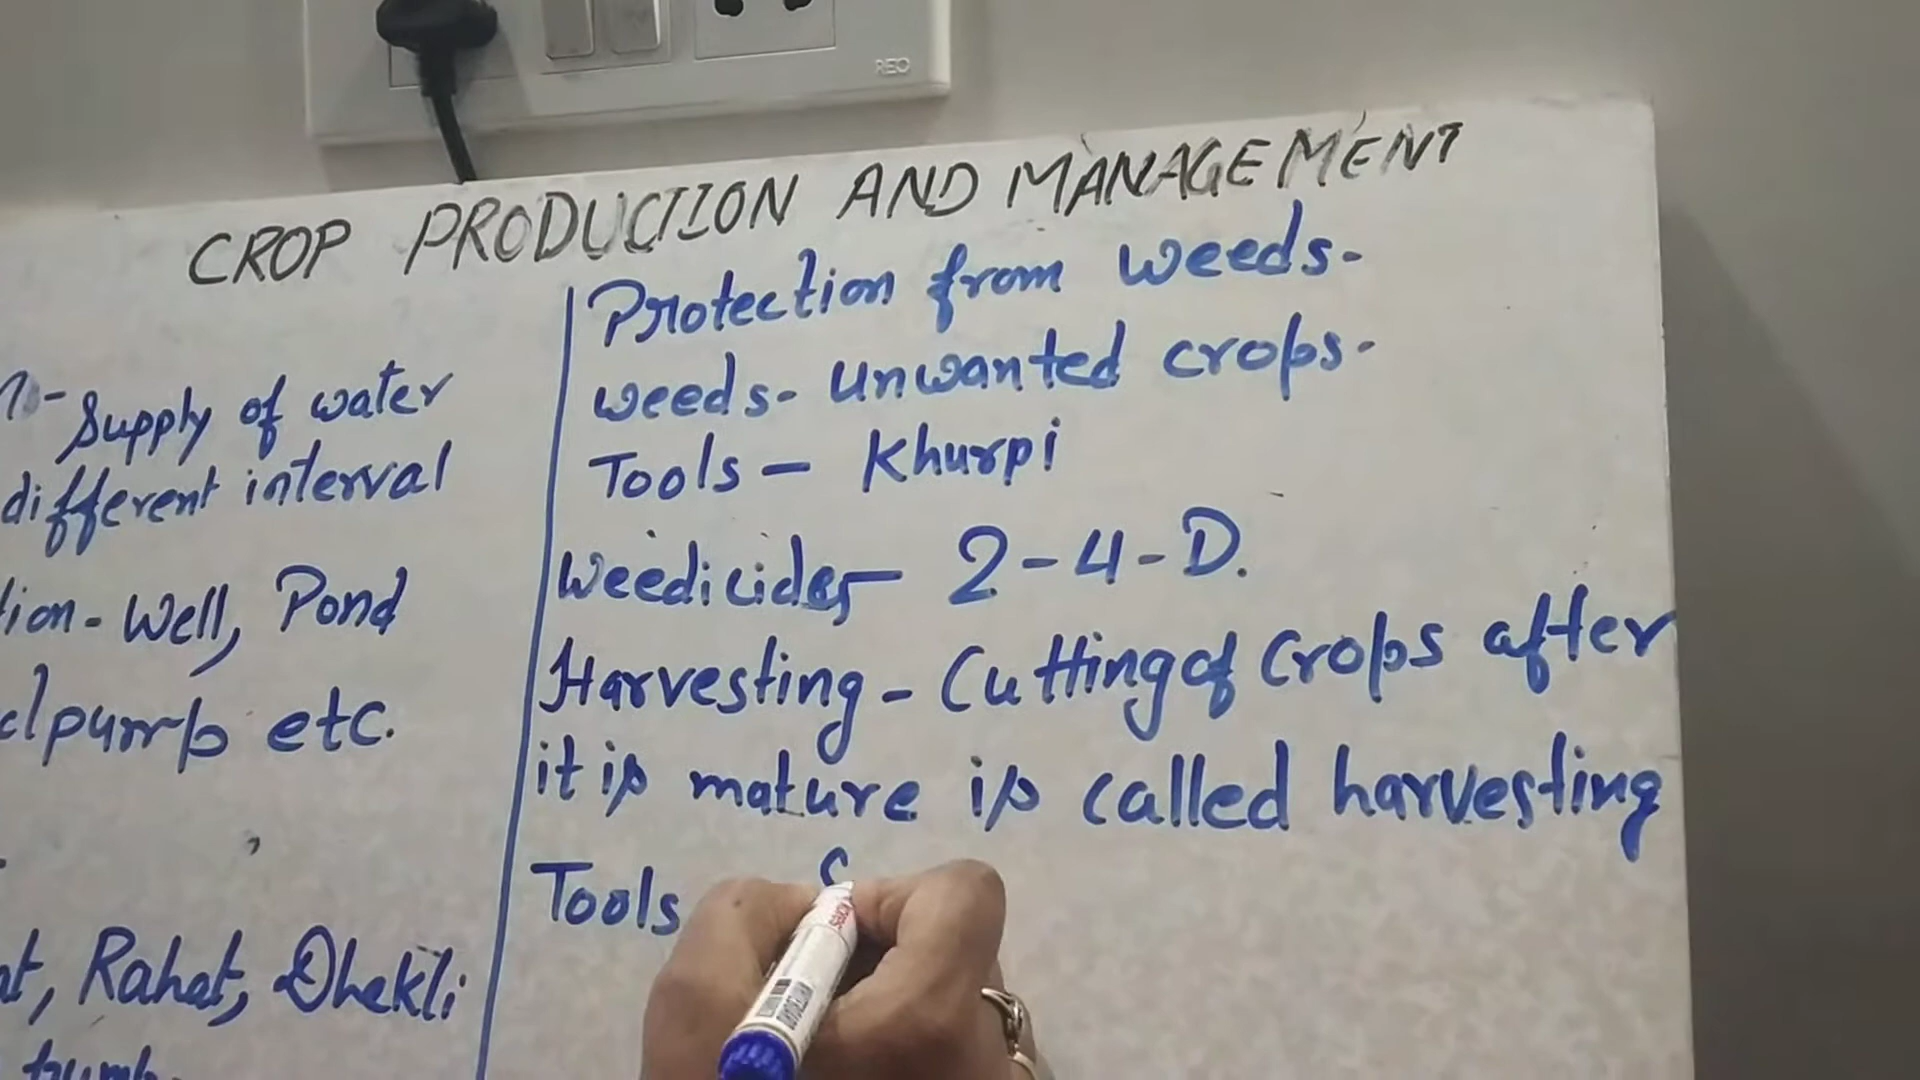 REO
CROP PRODUCTION AND MANAGEMENT
Supply of water
different interval
Well, Pond
etc.
Rahat, Dhekli
Protection from weeds-
weeds- unwanted crops-
Tools - Khurpi
Weedicides- 2-4-D.
Harvesting - Cutting of Crops after
it is mature is called harvesting
Tools